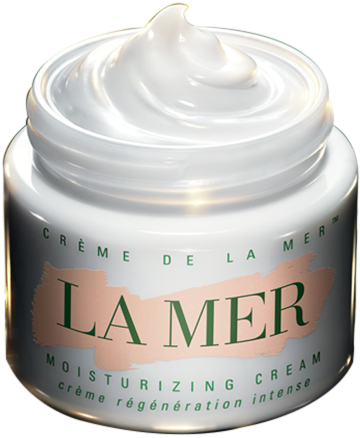 CRÈME DE LA MER™
LA MER
MOISTURIZING CREAM
crème régénération intense